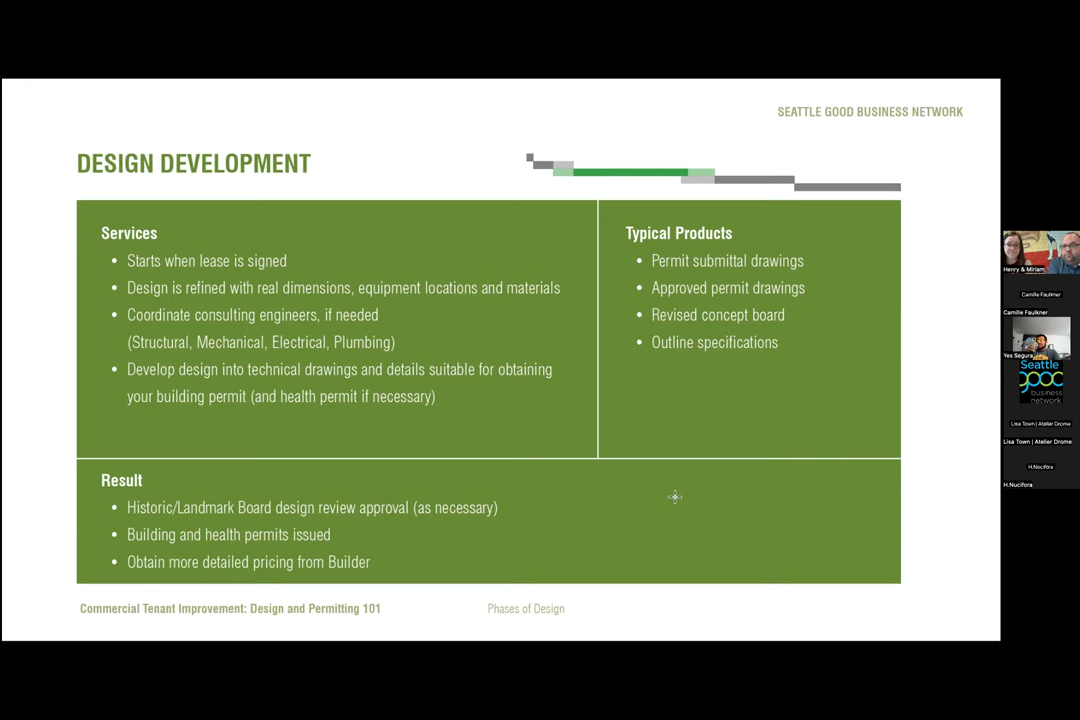 SEATTLE GOOD BUSINESS NETWORK
DESIGN DEVELOPMENT
Services
• Starts when lease is signed
• Design is refined with real dimensions, equipment locations and materials
• Coordinate consulting engineers, if needed
(Structural, Mechanical, Electrical, Plumbing)
• Develop design into technical drawings and details suitable for obtaining
your building permit (and health permit if necessary)
Typical Products
• Permit submittal drawings
• Approved permit drawings
• Revised concept board
• Outline specifications
Result
• Historic/Landmark Board design review approval (as necessary)
• Building and health permits issued
• Obtain more detailed pricing from Builder
Commercial Tenant Improvement: Design and Permitting 101
Phases of Design
Henry & Miriam
Camille Faulkner
Camille Faulkner
Yes Segura
Seattle
good
business
network
Lisa Town | Atelier Drome
Lisa Town | Atelier Drome
H.Nucifora
H.Nucifora